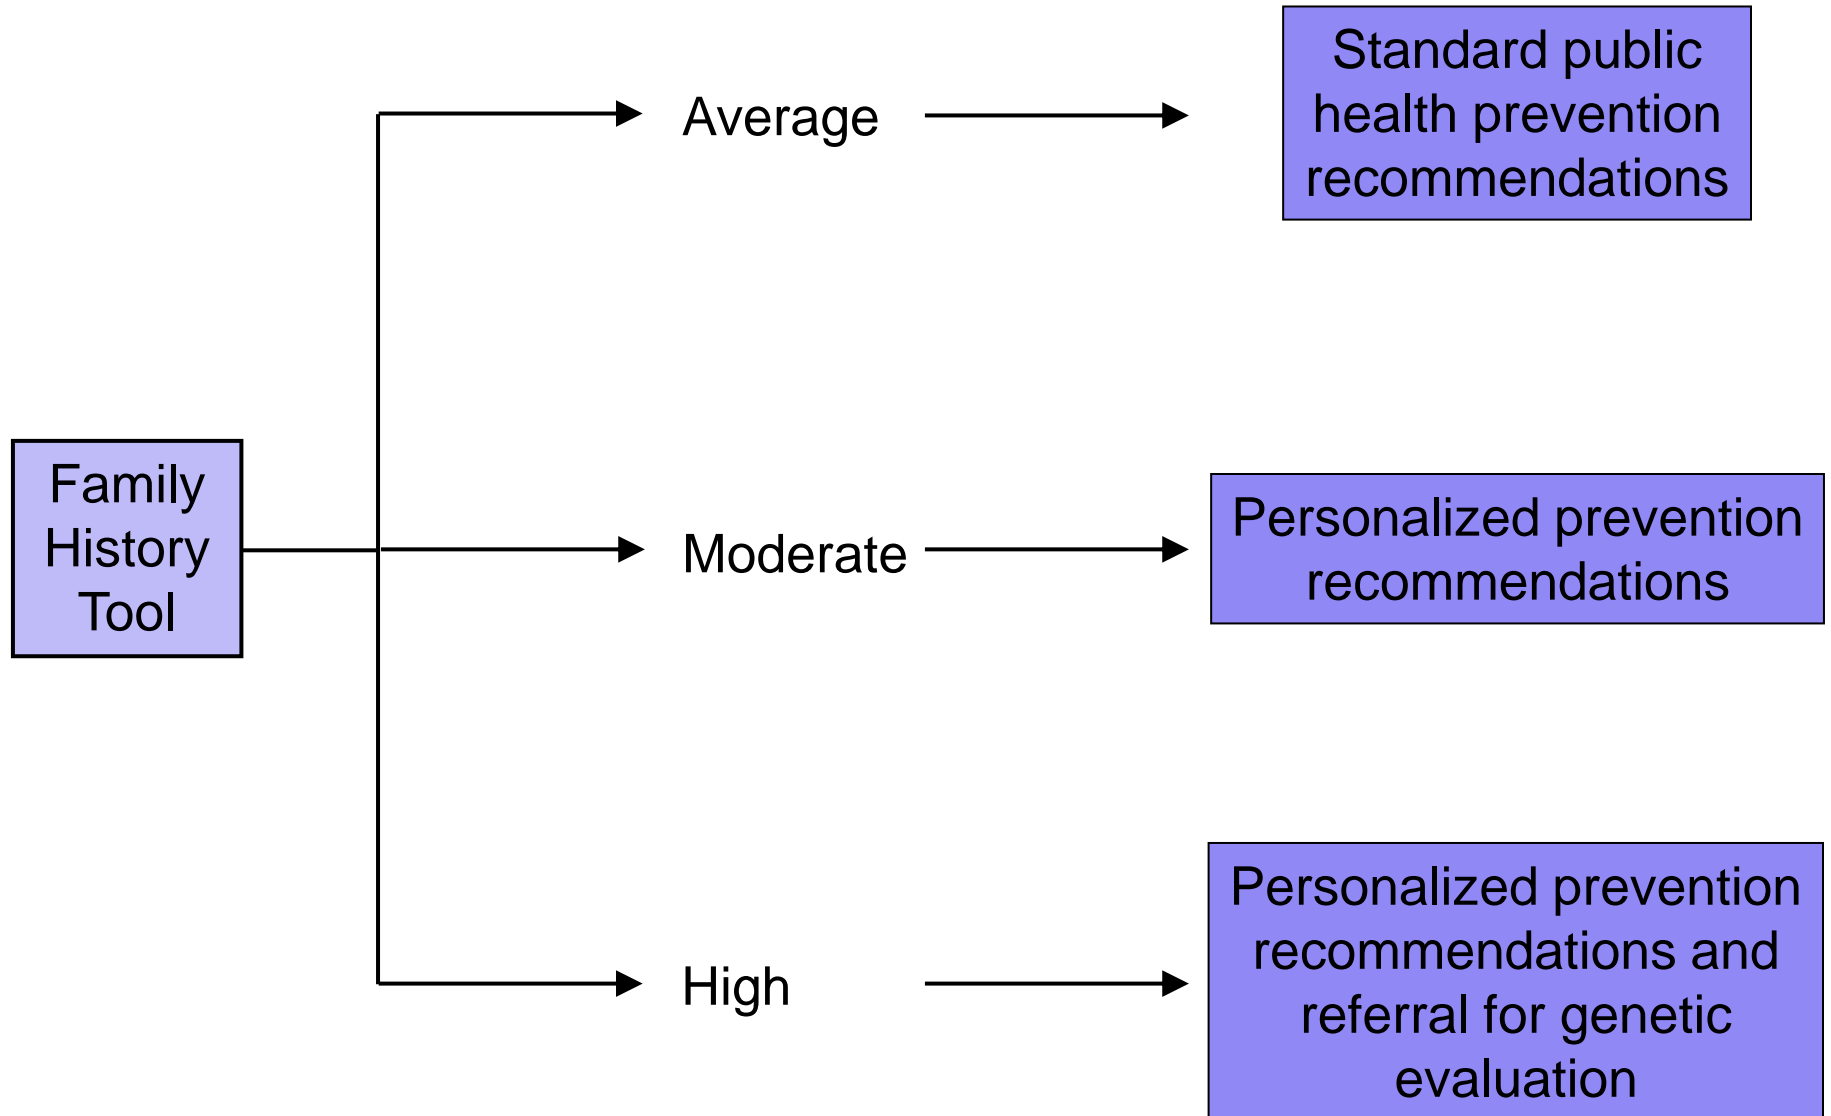 Family
History
Tool
Average
Standard public
health prevention
recommendations
Moderate
Personalized prevention
recommendations
High
Personalized prevention
recommendations and
referral for genetic
evaluation